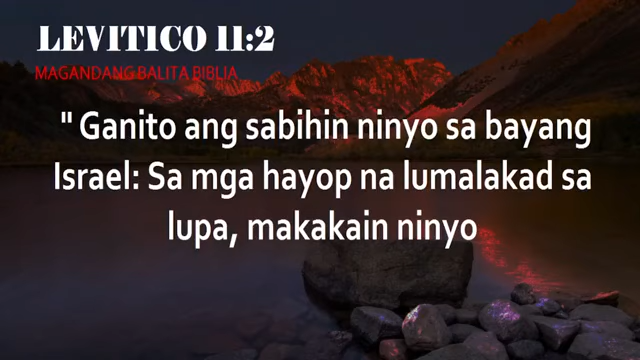 LEVITICO 11:2
MAGANDANG BALITA BIBLIA
" Ganito ang sabihin ninyo sa bayang
Israel: Sa mga hayop na lumalakad sa
lupa, makakain ninyo